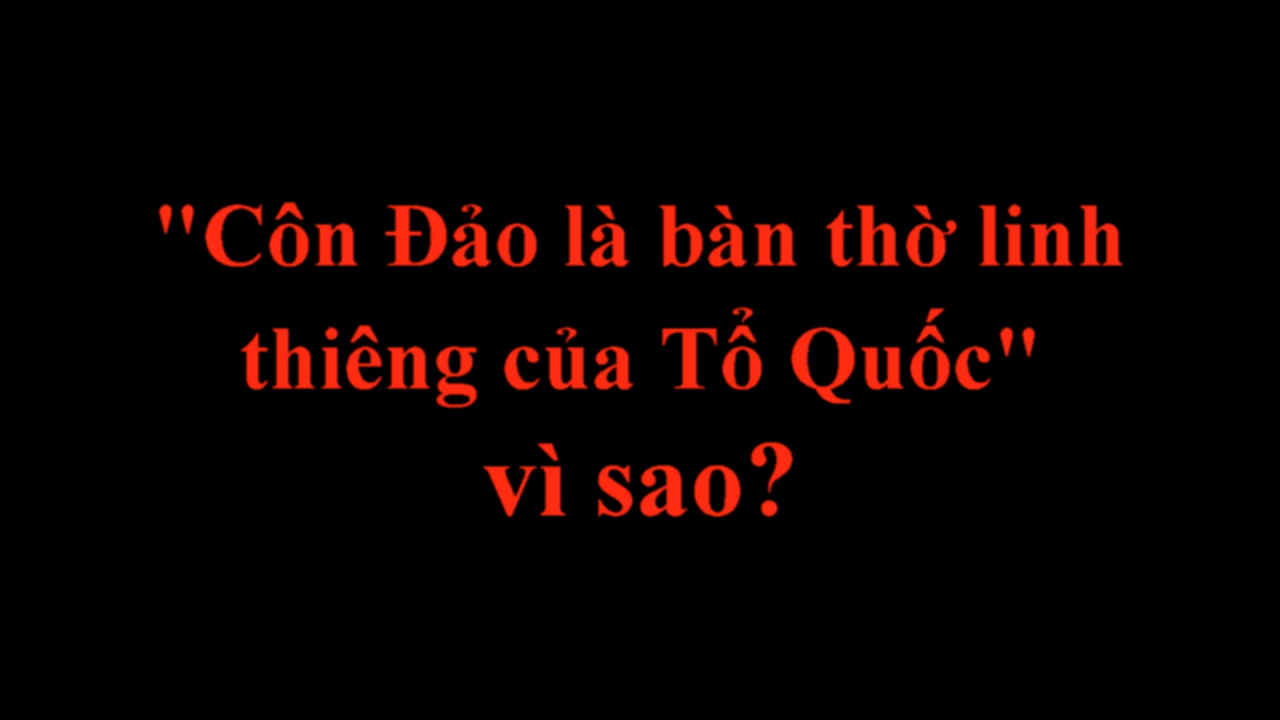 "Côn Đảo là bàn thờ linh
thiêng của Tổ Quốc"
vì sao?